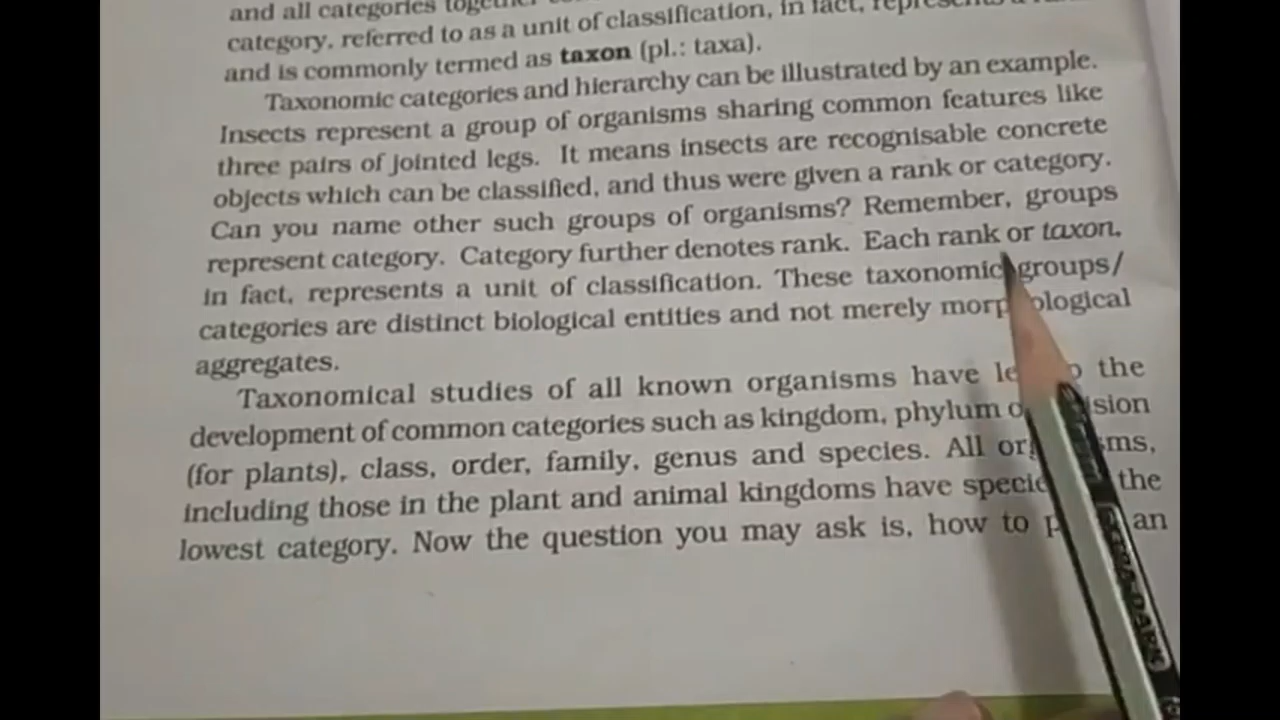 and all categories together
category, referred to as a unit of classification, in fact, represents a
and is commonly termed as taxon (pl.: taxa).
Taxonomic categories and hierarchy can be illustrated by an example.
Insects represent a group of organisms sharing common features like
three pairs of jointed legs. It means insects are recognisable concrete
objects which can be classified, and thus were given a rank or category.
Can you name other such groups of organisms? Remember, groups
represent category. Category further denotes rank. Each rank or taxon,
in fact, represents a unit of classification. These taxonomic groups/
categories are distinct biological entities and not merely morphological
aggregates.
Taxonomical studies of all known organisms have the
development of common categories such as kingdom, phylum
(for plants), class, order, family, genus and species. All
including those in the plant and animal kingdoms have the
lowest category. Now the question you may ask is, how to an